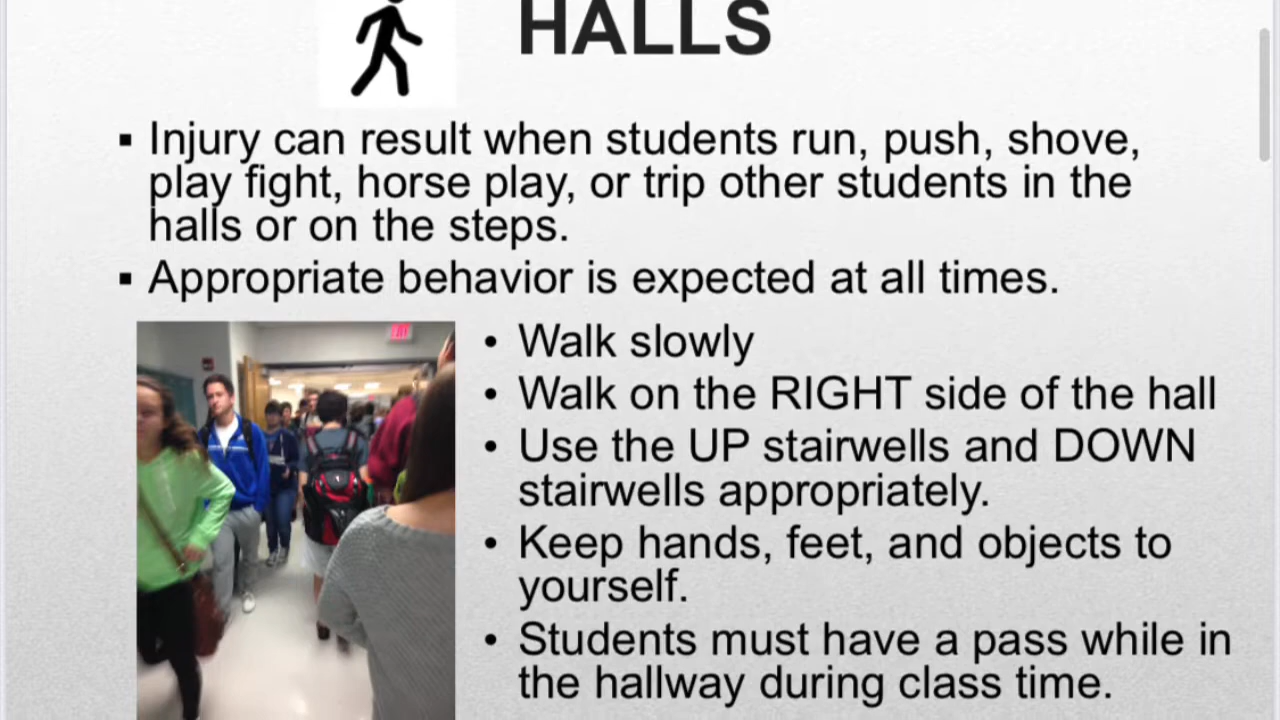 HALLS
▪ Injury can result when students run, push, shove,
play fight, horse play, or trip other students in the
halls or on the steps.
▪ Appropriate behavior is expected at all times.
• Walk slowly
• Walk on the RIGHT side of the hall
• Use the UP stairwells and DOWN
stairwells appropriately.
• Keep hands, feet, and objects to
yourself.
• Students must have a pass while in
the hallway during class time.
EXIT